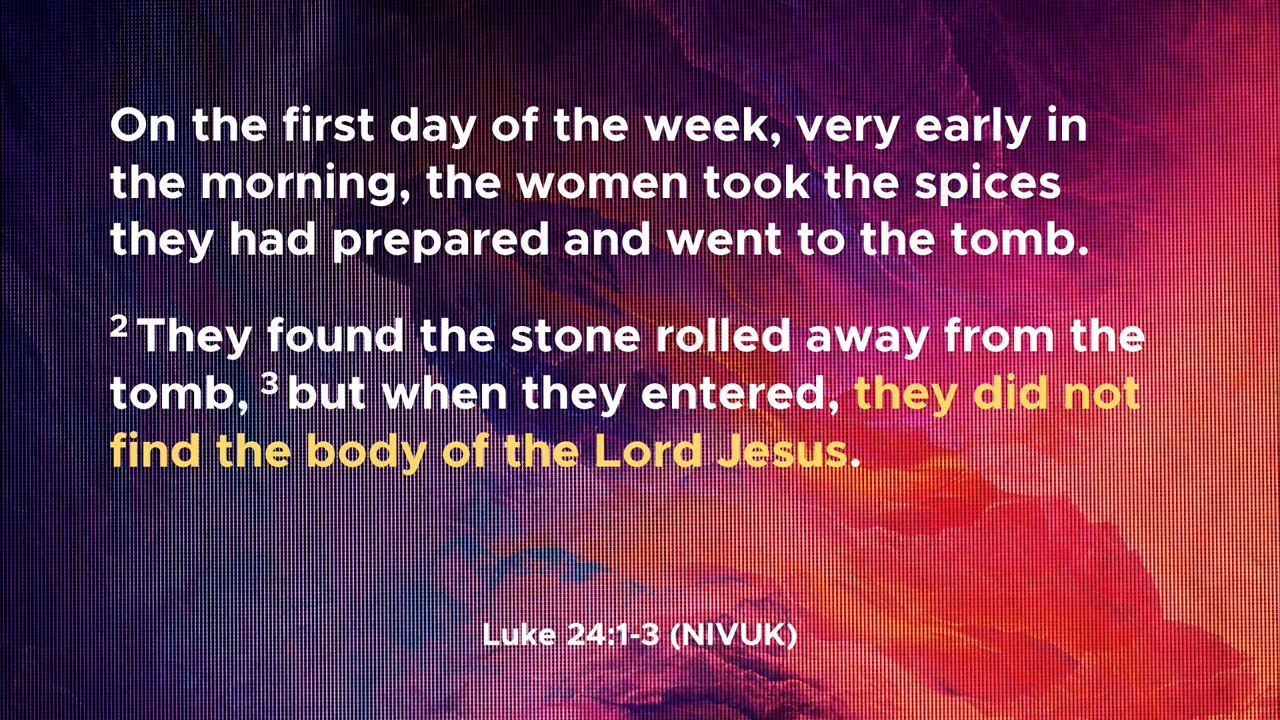 On the first day of the week, very early in
the morning, the women took the spices
they had prepared and went to the tomb.
2 They found the stone rolled away from the
tomb, 3 but when they entered, they did not
find the body of the Lord Jesus.
Luke 24:1-3 (NIVUK)